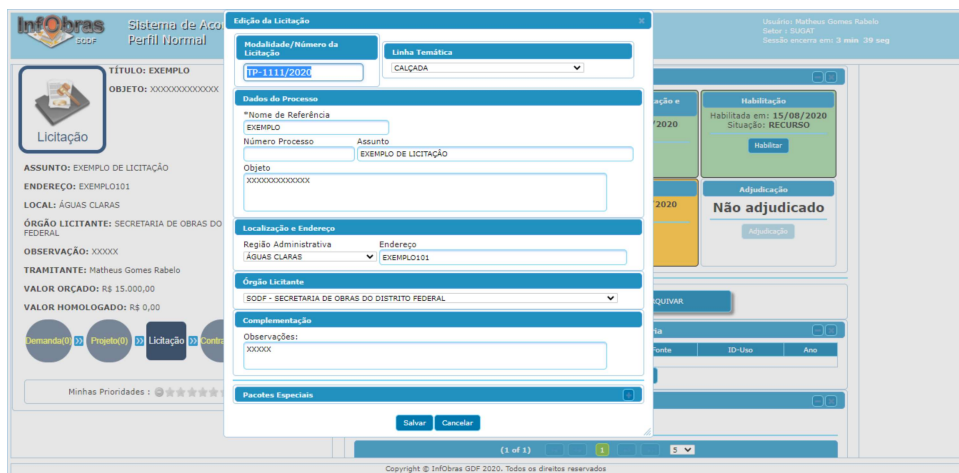 InfObras
SODF
Sistema de Aco
Perfil Normal
Usuário: Matheus Gomes Rabelo
Setor : SUGAT
Sessão encerra em: 3 min 39 seg
Licitação
TÍTULO: EXEMPLO
OBJETO: XXXXXXXXXXXXX
ASSUNTO: EXEMPLO DE LICITAÇÃO
ENDEREÇO: EXEMPLO101
LOCAL: ÁGUAS CLARAS
ÓRGÃO LICITANTE: SECRETARIA DE OBRAS DO
FEDERAL
OBSERVAÇÃO: XXXXX
TRAMITANTE: Matheus Gomes Rabelo
VALOR ORÇADO: R$ 15.000,00
VALOR HOMOLOGADO: R$ 0,00
Demanda(0)
Projeto(0)
Licitação
Contra
Minhas Prioridades :
Edição da Licitação
Modalidade/Número da
Licitação
TP-1111/2020
Linha Temática
CALÇADA
Dados do Processo
*Nome de Referência
EXEMPLO
Número Processo Assunto
EXEMPLO DE LICITAÇÃO
Objeto
XXXXXXXXXXXXX
Localização e Endereço
Região Administrativa Endereço
ÁGUAS CLARAS EXEMPLO101
Órgão Licitante
SODF - SECRETARIA DE OBRAS DO DISTRITO FEDERAL
Complementação
Observações:
XXXXX
Pacotes Especiais
Salvar Cancelar
ação e
/2020
Habilitação
Habilitada em: 15/08/2020
Situação: RECURSO
Habilitar
/2020
Adjudicação
Não adjudicado
Adjudicação
QUIVAR
ia
Fonte ID-Uso Ano
(1 of 1) 1 5
Copyright © InfObras GDF 2020. Todos os direitos reservados